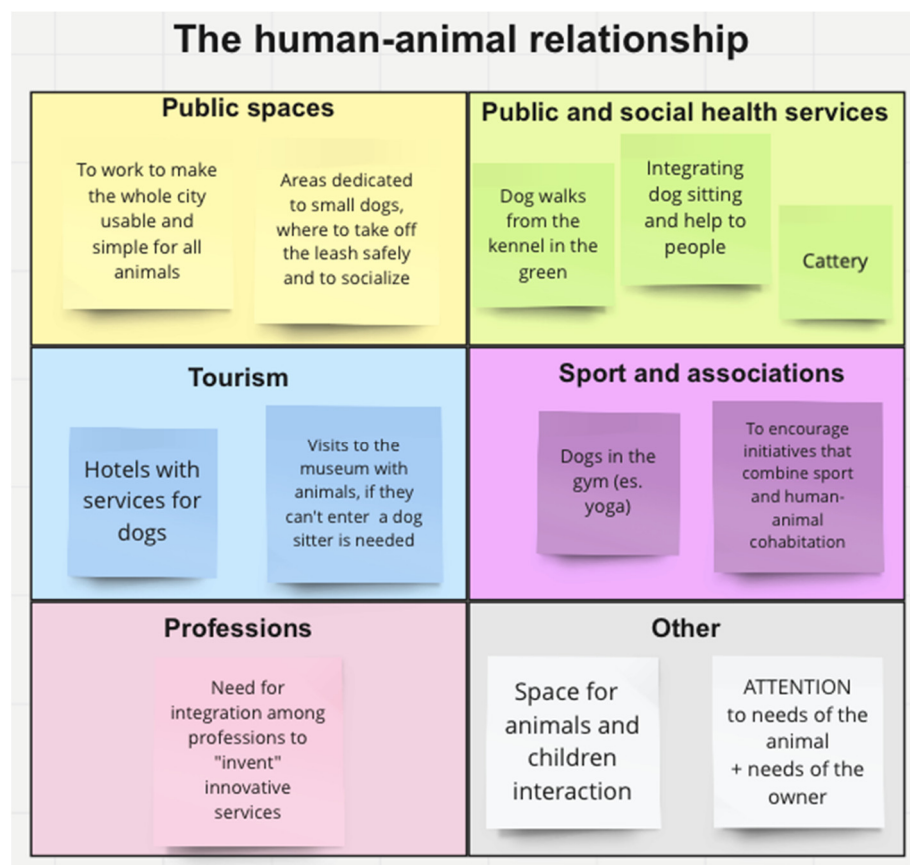 The human-animal relationship
Public spaces
To work to make
the whole city
usable and
simple for all
animals
Areas dedicated
to small dogs,
where to take off
the leash safely
and to socialize
Public and social health services
Dog walks
from the
kennel in the
green
Integrating
dog sitting
and help to
people
Cattery
Tourism
Hotels with
services for
dogs
Visits to the
museum with
animals, if they
can't enter a dog
sitter is needed
Sport and associations
Dogs in the
gym (es.
yoga)
To encourage
initiatives that
combine sport
and human-
animal
cohabitation
Professions
Need for
integration among
professions to
"invent"
innovative
services
Other
Space for
animals and
children
interaction
ATTENTION
to needs of the
animal
+ needs of the
owner